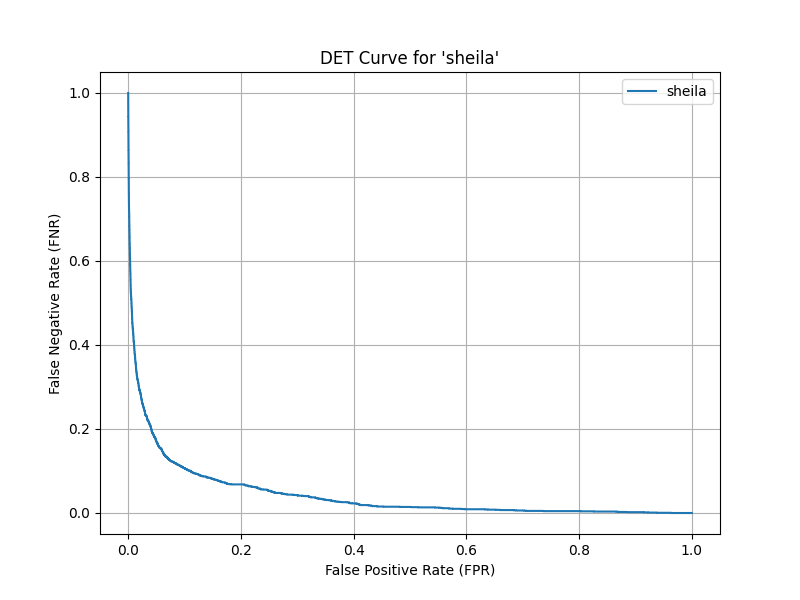 DET Curve for 'sheila'
sheila
False Negative Rate (FNR)
1.0
0.8
0.6
0.4
0.2
0.0
0.0 0.2 0.4 0.6 0.8 1.0
False Positive Rate (FPR)